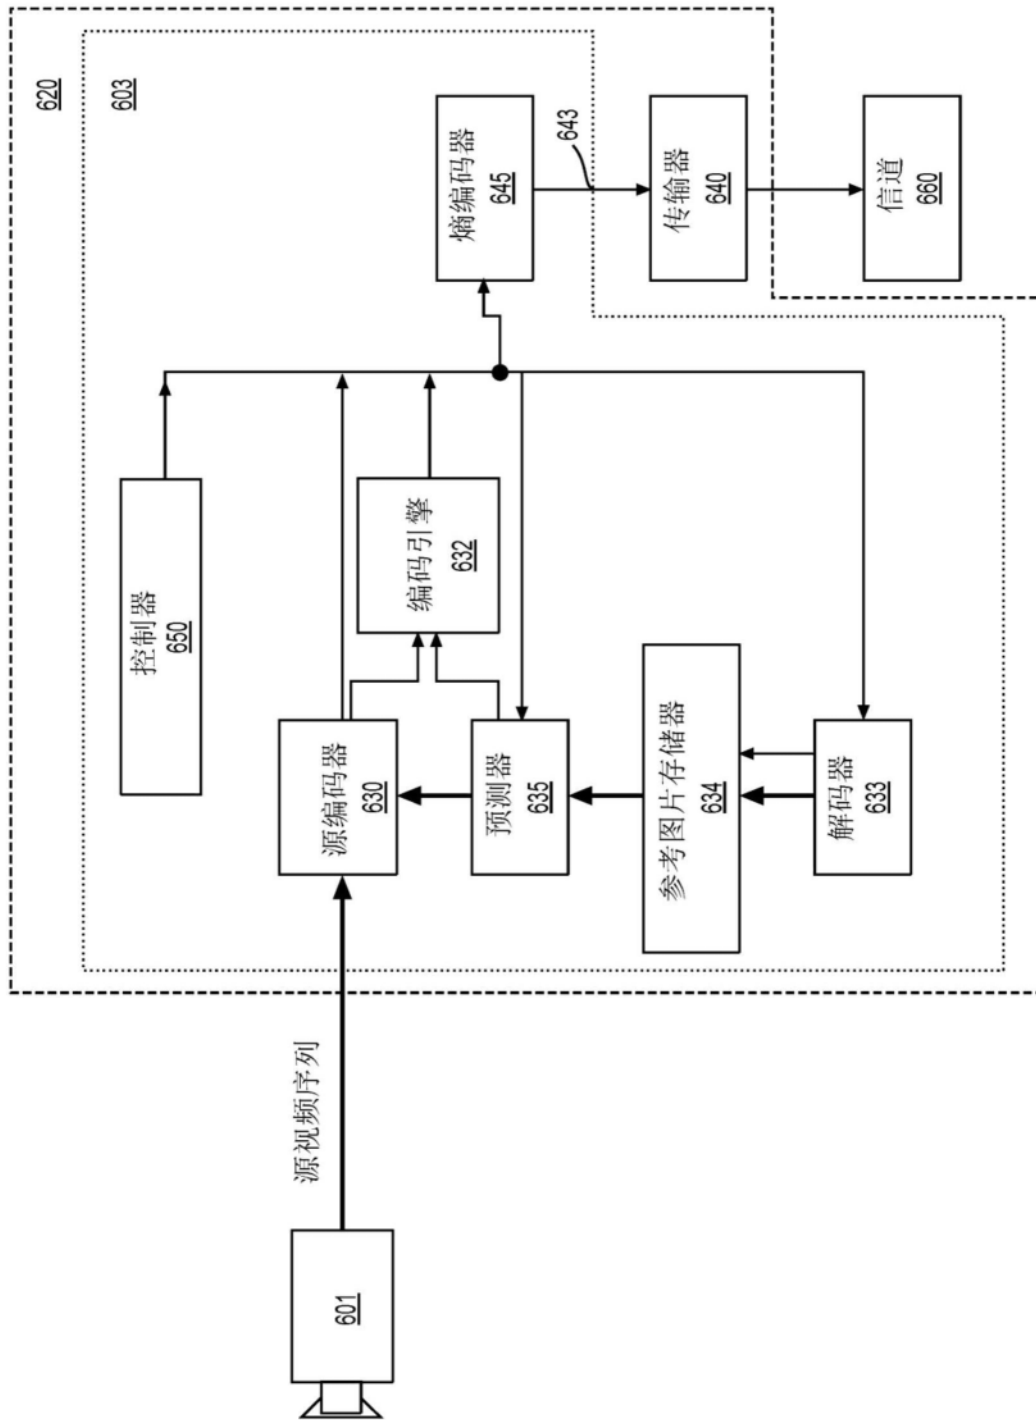 620
603
控制器
650
源编码器
630
编码引擎
632
熵编码器
645
643
601
源视频序列
预测器
635
传输器
640
参考图片存储器
634
解码器
633
信道
660